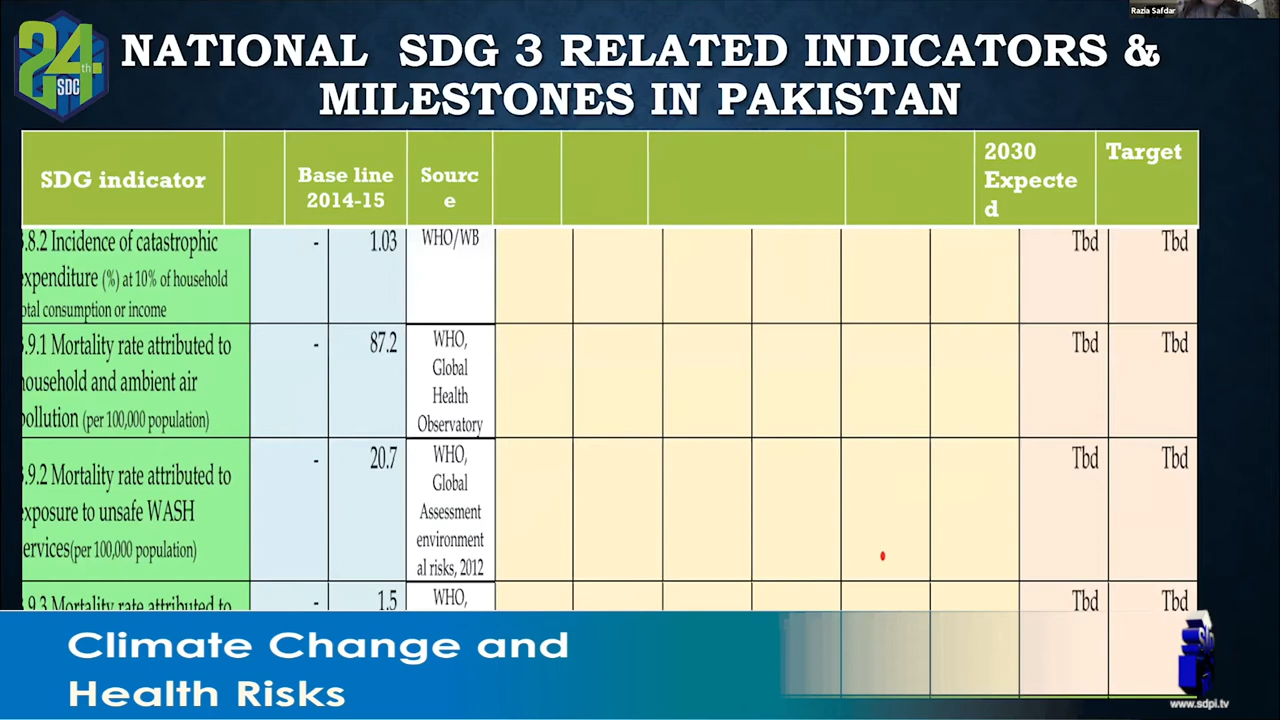 Razia Safdar
24th
SDC
NATIONAL SDG 3 RELATED INDICATORS &
MILESTONES IN PAKISTAN
SDG indicator
Base line
2014-15
Sourc
e
2030
Expecte
d
Target
.8.2 Incidence of catastrophic
expenditure (%) at 10% of household
otal consumption or income
-
1.03
WHO/WB
Tbd
Tbd
.9.1 Mortality rate attributed to
household and ambient air
pollution (per 100,000 population)
-
87.2
WHO,
Global
Health
Observatory
Tbd
Tbd
.9.2 Mortality rate attributed to
exposure to unsafe WASH
ervices(per 100,000 population)
-
20.7
WHO,
Global
Assessment
environment
al risks, 2012
Tbd
Tbd
.9.3 Mortality rate attributed to
-
1.5
WHO,
Tbd
Tbd
Climate Change and
Health Risks
www.sdpi.tv